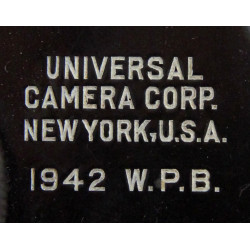 UNIVERSAL
CAMERA CORP.
NEW YORK, U.S.A.
1942 W.P.B.